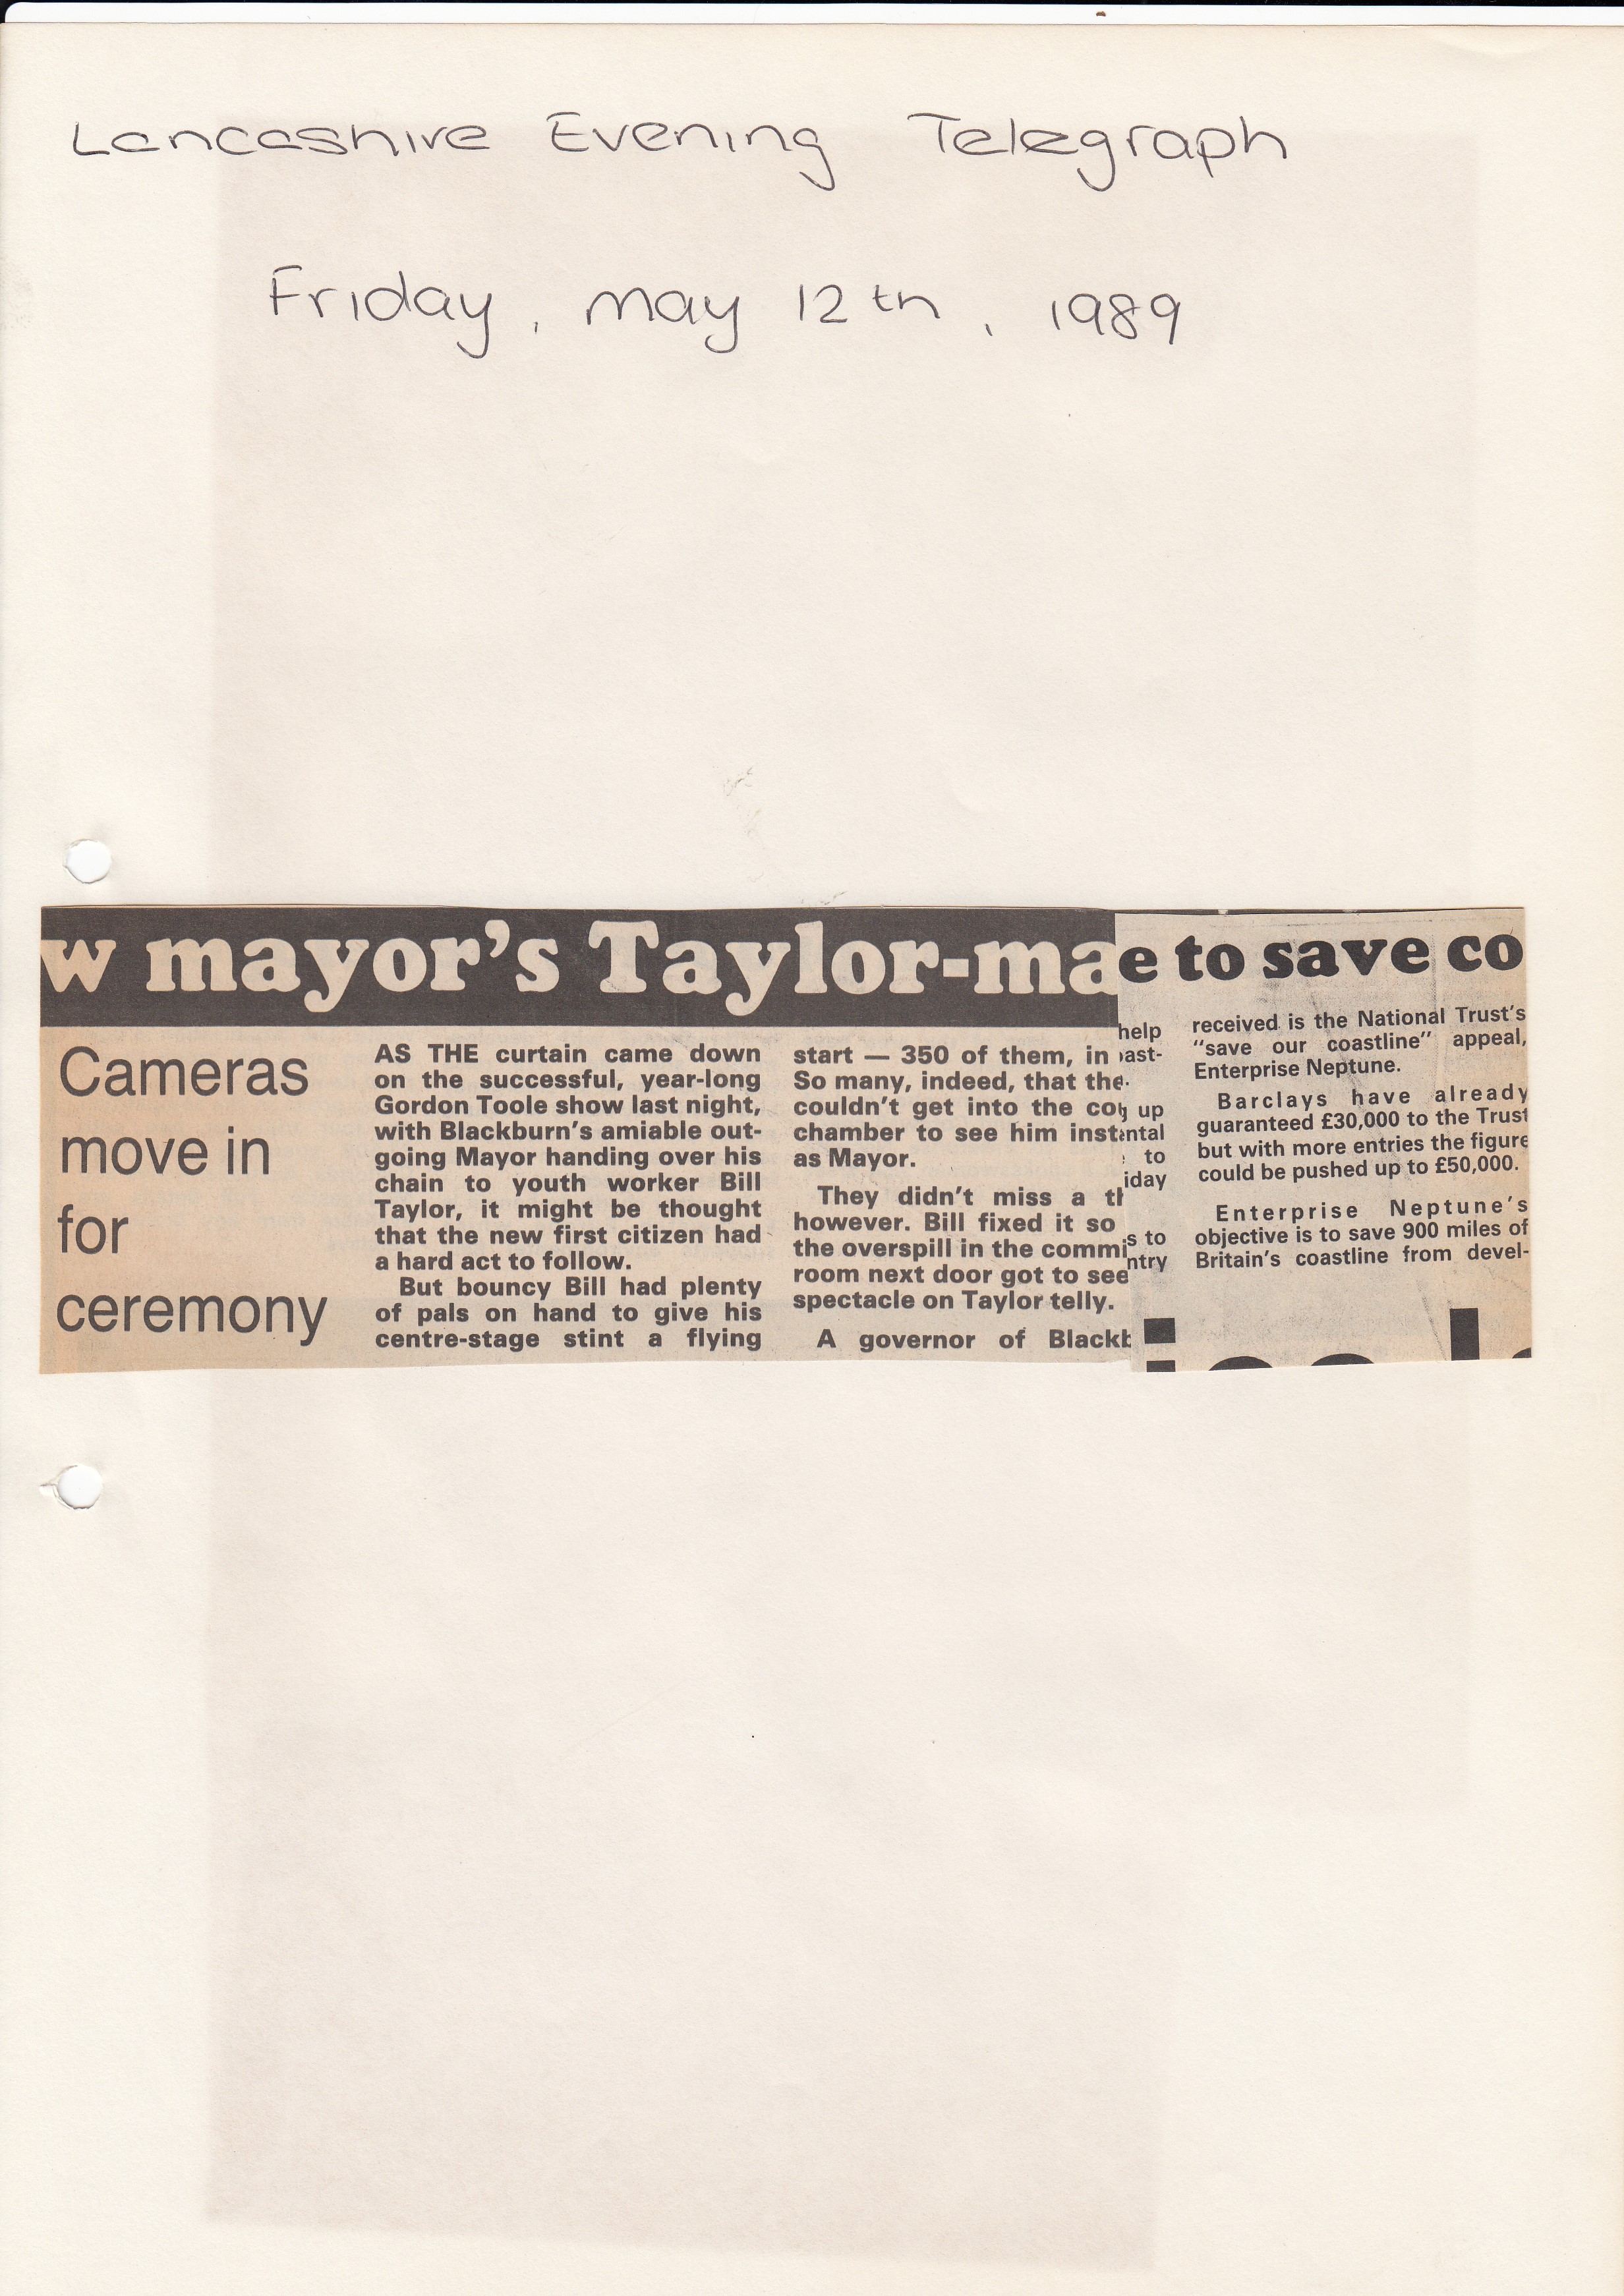 Lancashire Evening Telegraph
Friday, May 12th, 1989
w mayor's Taylor-ma
Cameras
move in
for
ceremony
AS THE curtain came down
on the successful, year-long
Gordon Toole show last night,
with Blackburn's amiable out-
going Mayor handing over his
chain to youth worker Bill
Taylor, it might be thought
that the new first citizen had
a hard act to follow.
But bouncy Bill had plenty
of pals on hand to give his
centre-stage stint a flying
start — 350 of them, in
So many, indeed, that the
couldn't get into the co
chamber to see him inst
as Mayor.
They didn't miss a th
however. Bill fixed it so
the overspill in the commi
room next door got to see
spectacle on Taylor telly.
A governor of Blackb
e to save co
help
ast-
up
ntal
to
iday
s to
ntry
received is the National Trust's
"save our coastline" appeal,
Enterprise Neptune.
Barclays have already
guaranteed £30,000 to the Trust
but with more entries the figure
could be pushed up to £50,000.
Enterprise Neptune's
objective is to save 900 miles of
Britain's coastline from devel-